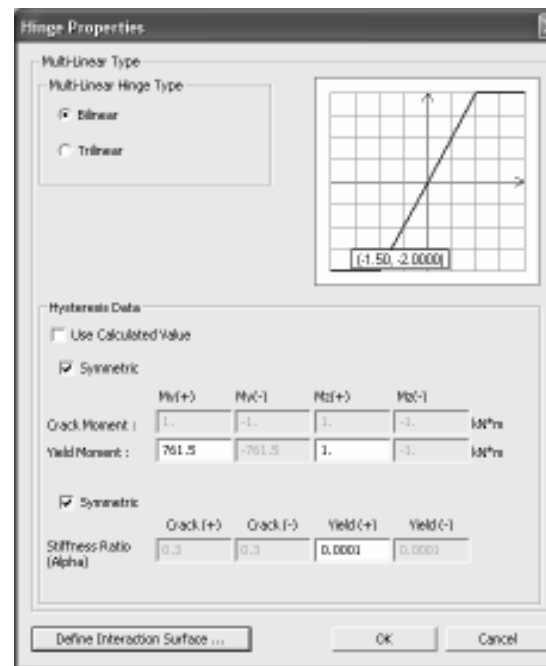 Hinge Properties
Multi-Linear Type
Multi-Linear Hinge Type
Bilinear
Trilinear
(-1.50, -2.0000)
Hysteresis Data
Use Calculated Value
Symmetric
My(+) My(-) Mz(+) Mz(-)
Crack Moment : 1. -1. 1. -1. kN*m
Yield Moment : 761.5 -761.5 1. -1. kN*m
Symmetric
Crack (+) Crack (-) Yield (+) Yield (-)
Stiffness Ratio 0.3 0.3 0.0001 0.0001
(Alpha)
Define Interaction Surface ... OK Cancel